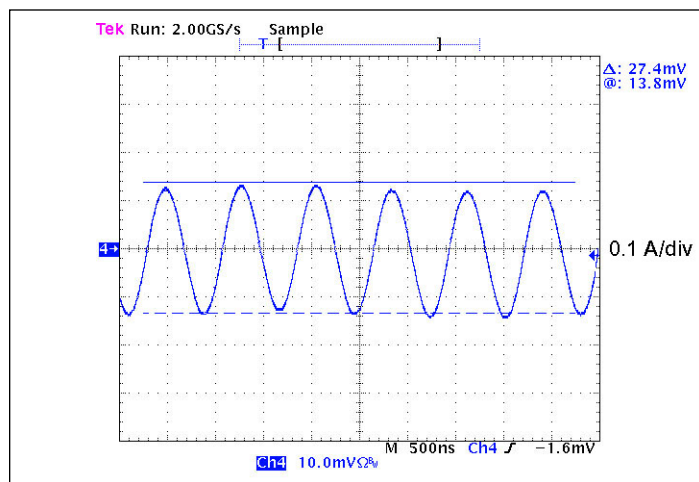 Tek Run: 2.00GS/s Sample
T [ ]
Δ: 27.4mV
@: 13.8mV
4→
0.1 A/div
M 500ns Ch4 ∫ -1.6mV
Ch4 10.0mVΩBw